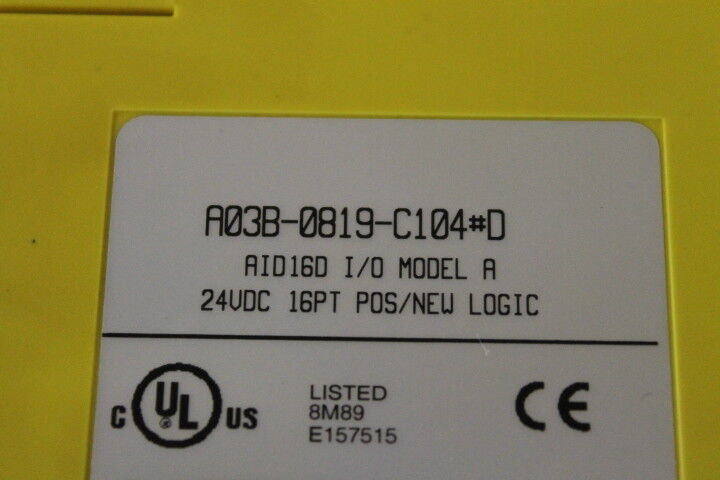 A03B-0819-C104#D
AID16D I/O MODEL A
24VDC 16PT POS/NEW LOGIC
C UL US
LISTED
8M89
E157515
CE